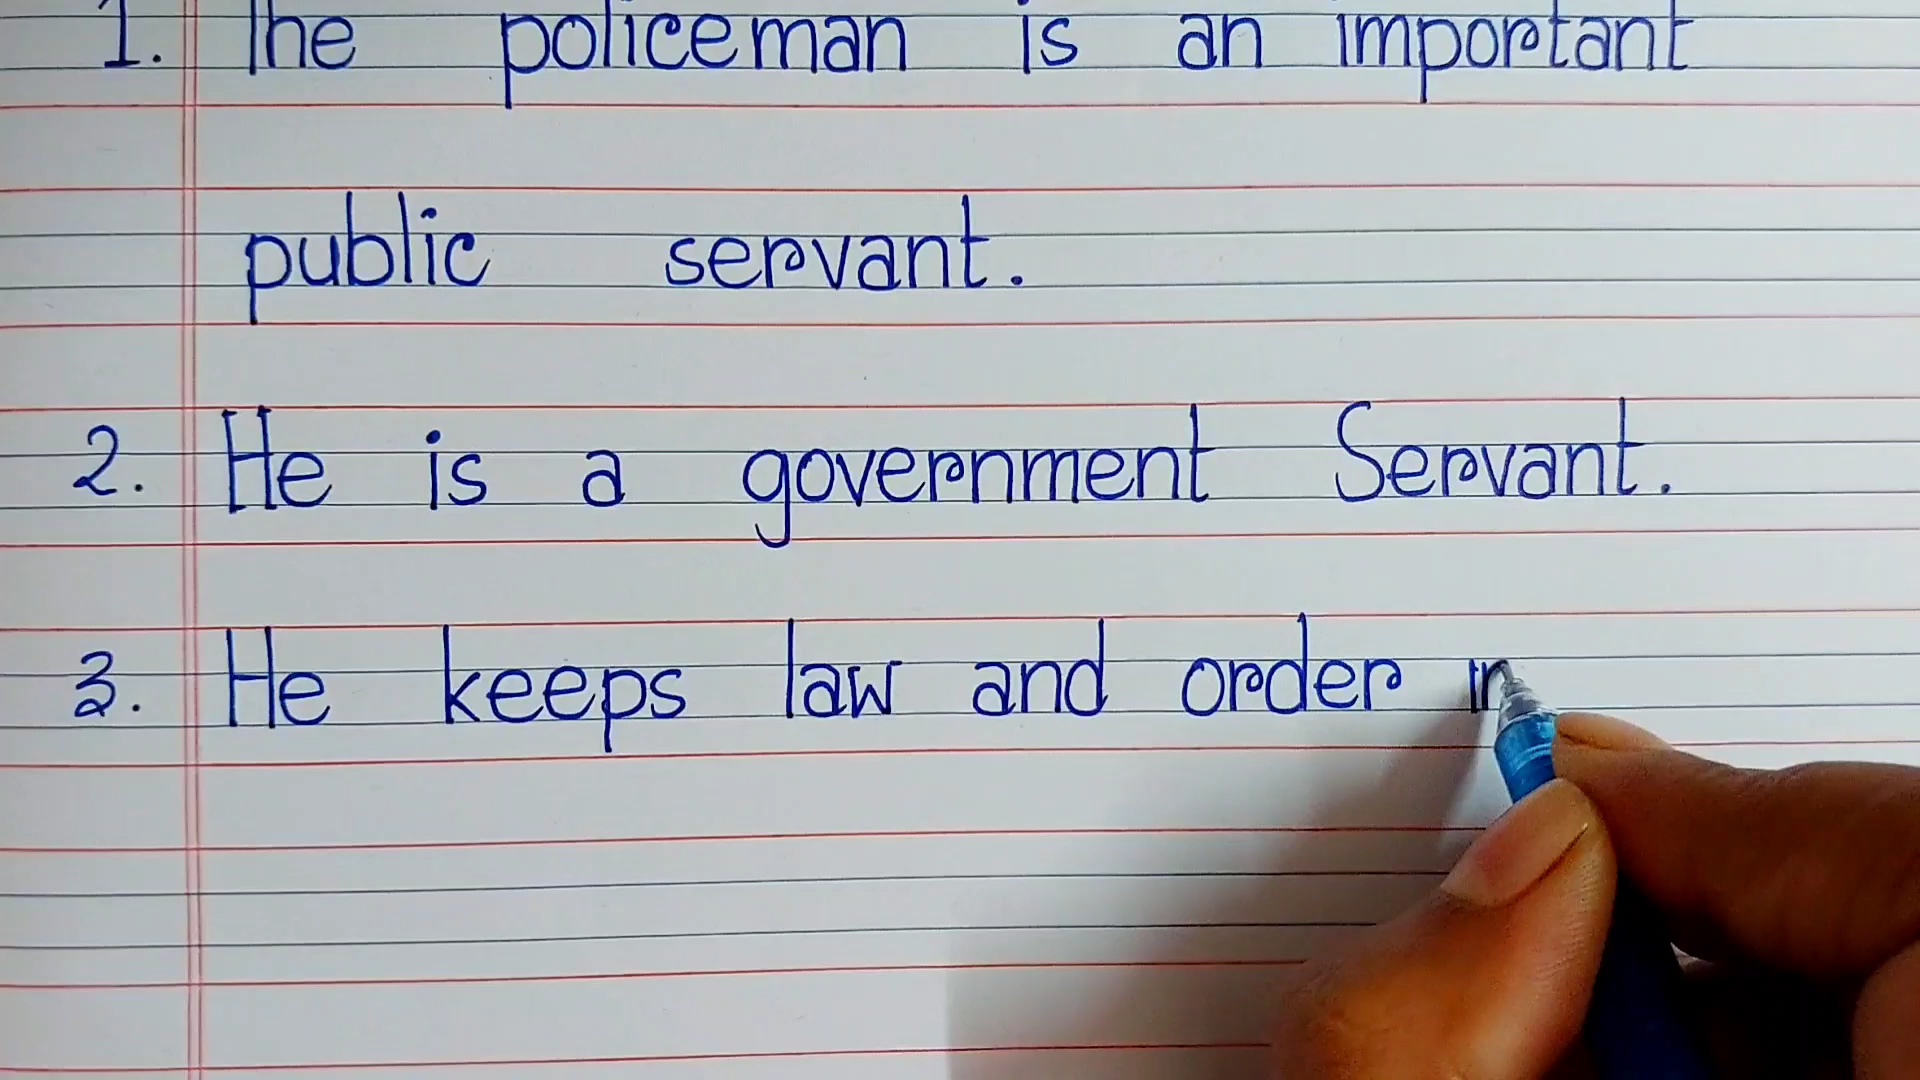 1. The policeman is an important
public servant.
2. He is a government Servant.
3. He keeps law and order in